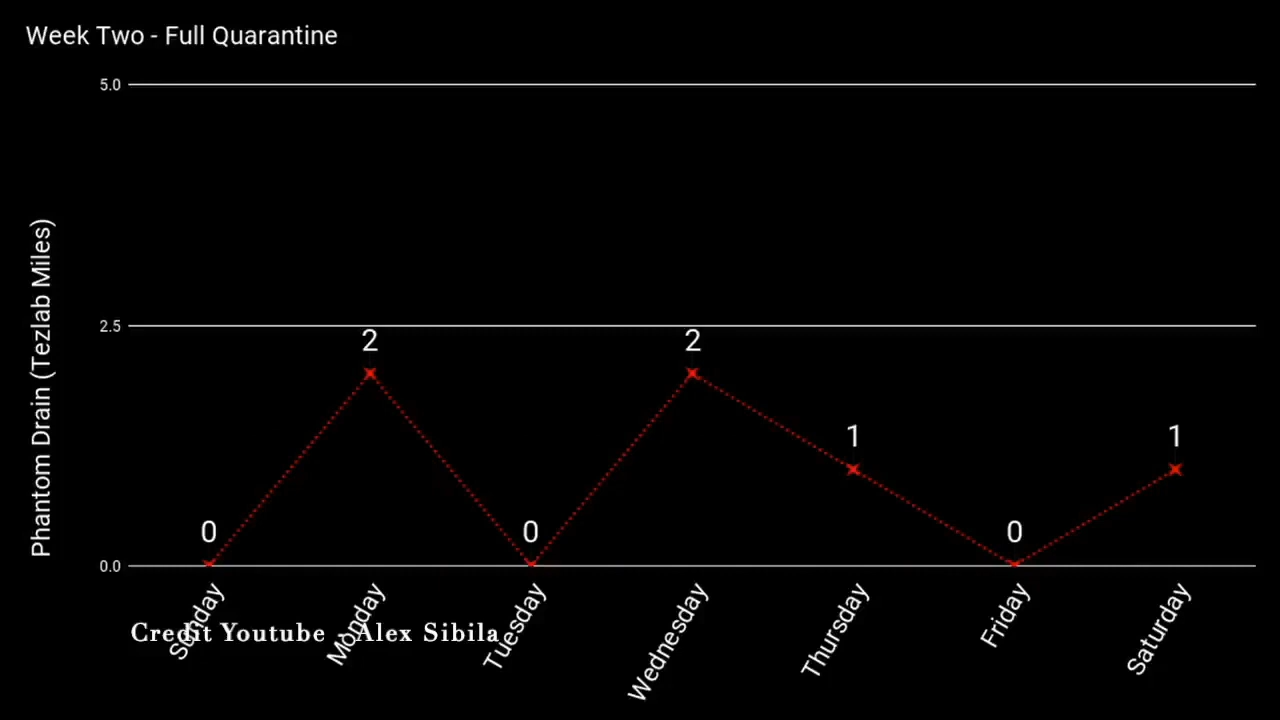 Week Two - Full Quarantine
5.0
2.5
0.0
Phantom Drain (Tezlab Miles)
0
2
0
2
1
0
1
Sunday
Monday
Tuesday
Wednesday
Thursday
Friday
Saturday
Credit Youtube - Alex Sibila